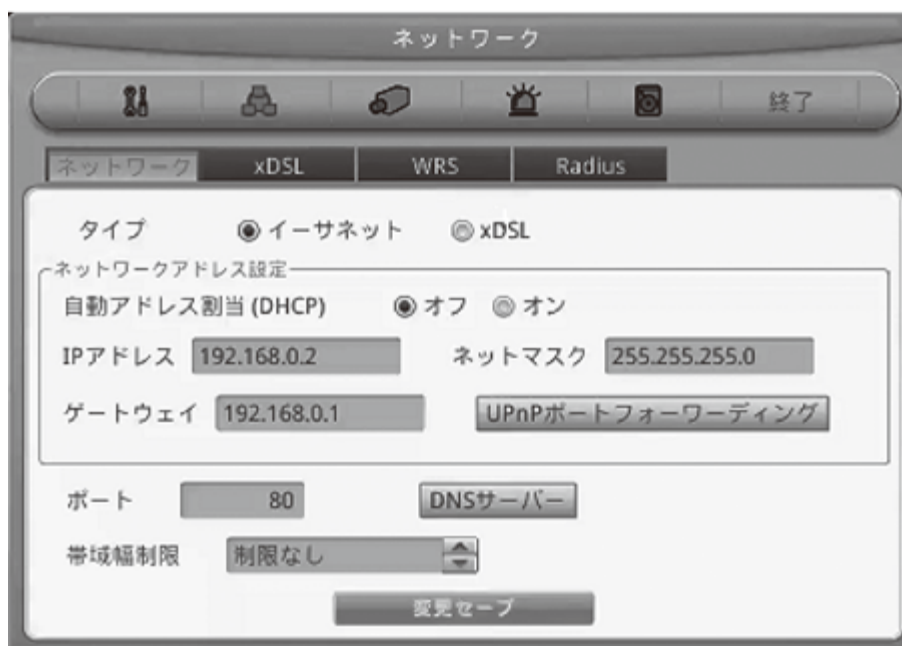 ネットワーク
終了
ネットワーク xDSL WRS Radius
タイプ イーサネット xDSL
ネットワークアドレス設定
自動アドレス割当 (DHCP) オフ オン
IPアドレス 192.168.0.2 ネットマスク 255.255.255.0
ゲートウェイ 192.168.0.1 UPnPポートフォーワーディング
ポート 80 DNSサーバー
帯域幅制限 制限なし
変更セーブ